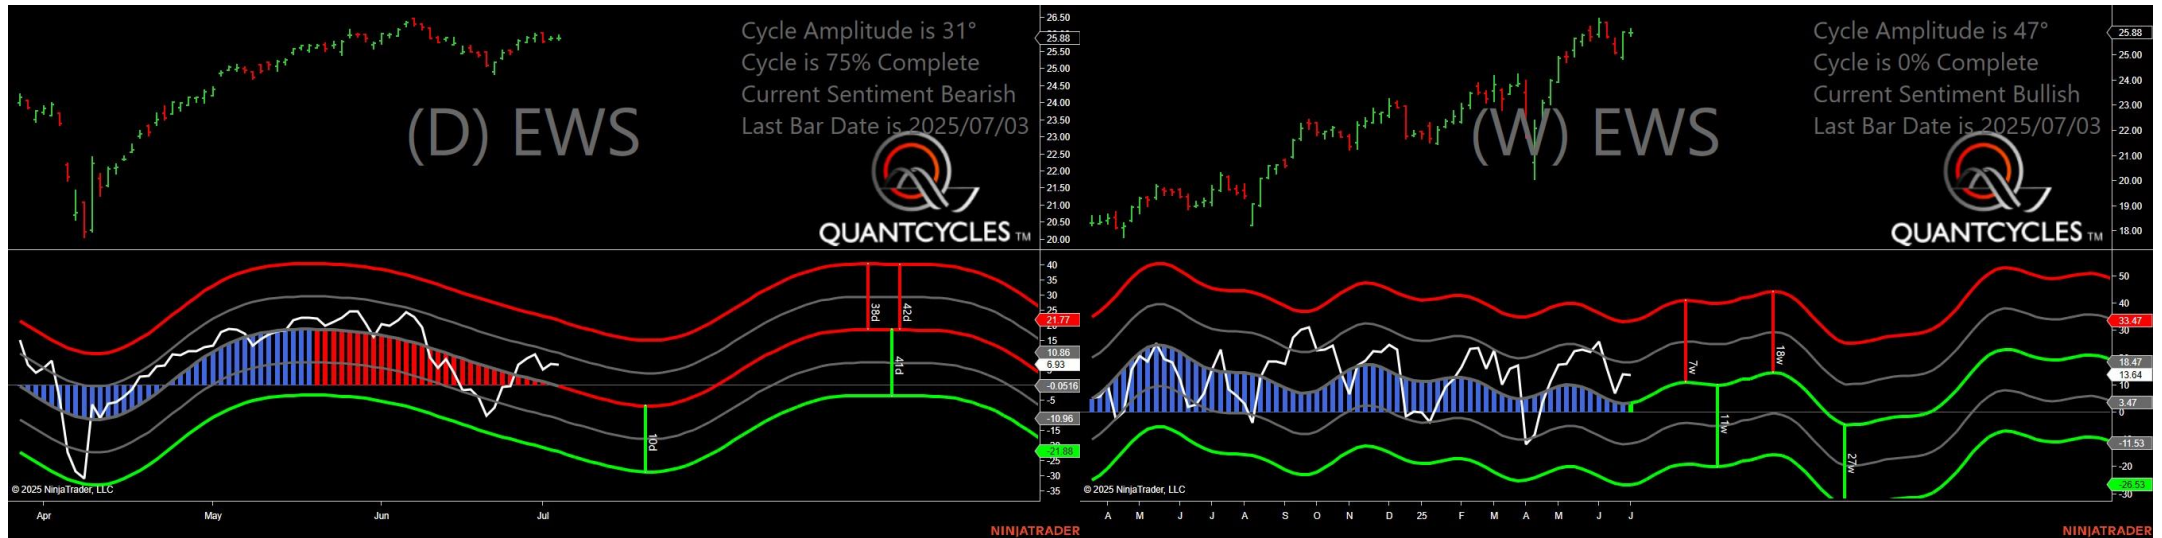 Cycle Amplitude is 31°
Cycle is 75% Complete
Current Sentiment Bearish
Last Bar Date is 2025/07/03
(D) EWS
QUANTCYCLES TM
26.50
25.88
25.50
25.00
24.50
24.00
23.50
23.00
22.50
22.00
21.50
21.00
20.50
20.00
40
35
30
25
21.77
15
10.86
6.93
-0.0516
-5
-10.96
-15
-21.88
-25
-30
-35
38d
42d
41d
10d
© 2025 NinjaTrader, LLC
Apr
May
Jun
Jul
NINJATRADER
Cycle Amplitude is 47°
Cycle is 0% Complete
Current Sentiment Bullish
Last Bar Date is 2025/07/03
(W) EWS
QUANTCYCLES TM
25.88
25.00
24.00
23.00
22.00
21.00
20.00
19.00
18.00
50
40
33.47
30
18.47
13.64
10
3.47
0
-11.53
-20
-26.53
-30
7w
18w
11w
27w
© 2025 NinjaTrader, LLC
A M J J A S O N D 25 F M A M J J
NINJATRADER